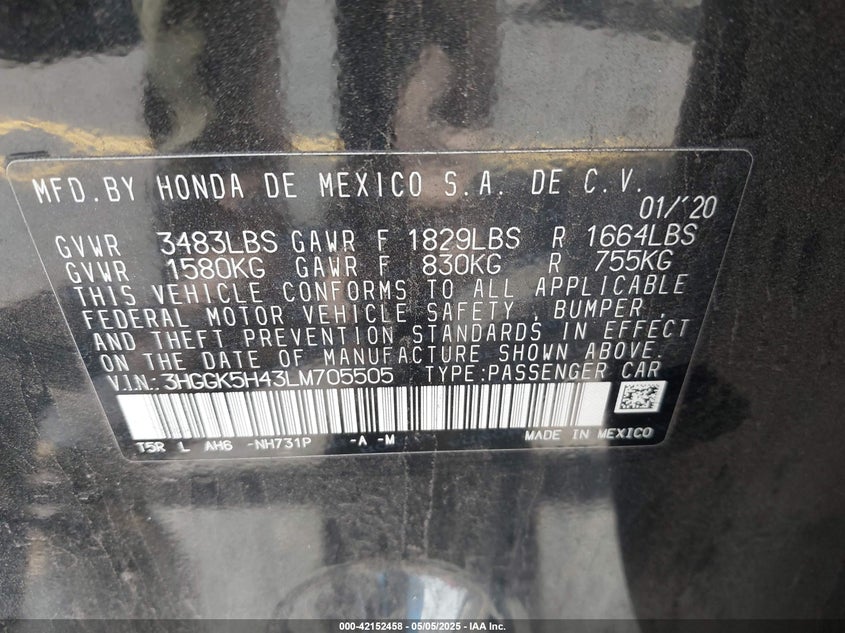 MFD. BY HONDA DE MEXICO S.A. DE C.V.
01/'20
GVWR 3483LBS GAWR F 1829LBS R 1664LBS
GVWR 1580KG GAWR F 830KG R 755KG
THIS VEHICLE CONFORMS TO ALL APPLICABLE
FEDERAL MOTOR VEHICLE SAFETY , BUMPER ,
AND THEFT PREVENTION STANDARDS IN EFFECT
ON THE DATE OF MANUFACTURE SHOWN ABOVE.
V.I.N: 3HGGK5H43LM705505 TYPE:PASSENGER CAR
T5R L AH6 -NH731P -A -M MADE IN MEXICO
000-42152458 - 05/05/2025 - IAA Inc.